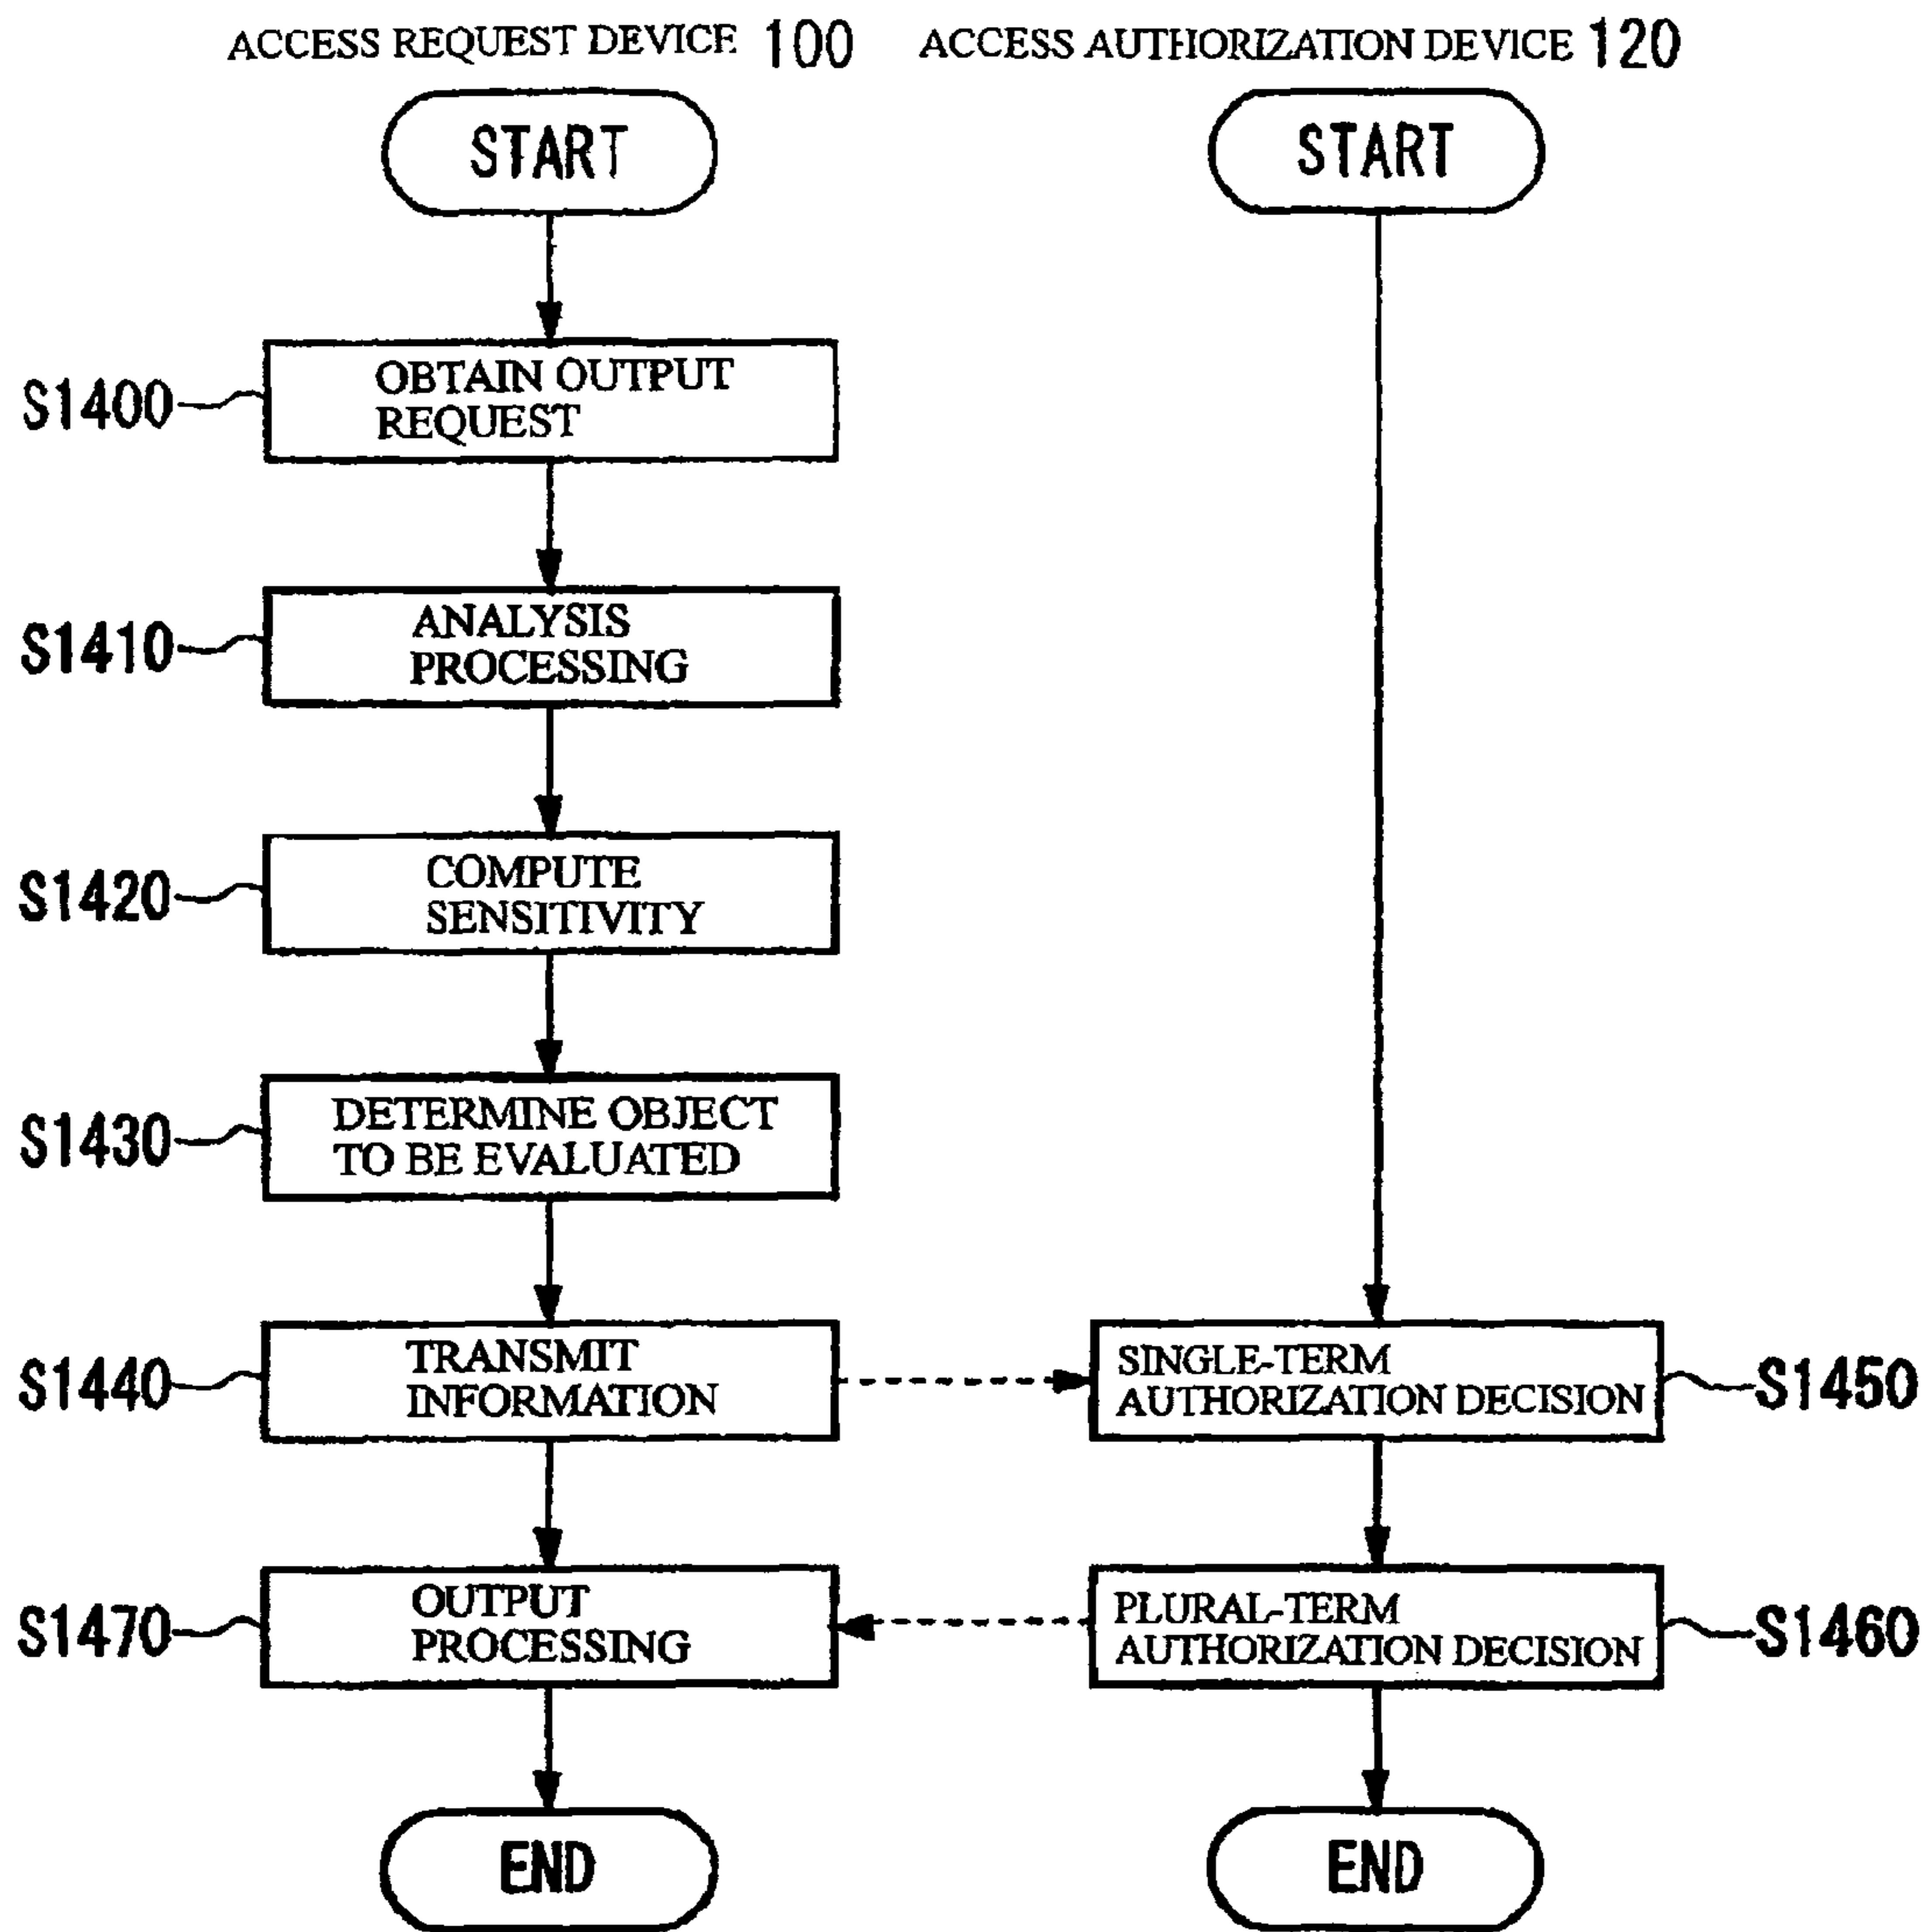 ACCESS REQUEST DEVICE 100
ACCESS AUTHORIZATION DEVICE 120
START
START
S1400
OBTAIN OUTPUT
REQUEST
S1410
ANALYSIS
PROCESSING
S1420
COMPUTE
SENSITIVITY
S1430
DETERMINE OBJECT
TO BE EVALUATED
S1440
TRANSMIT
INFORMATION
SINGLE-TERM
AUTHORIZATION DECISION
S1450
S1470
OUTPUT
PROCESSING
PLURAL-TERM
AUTHORIZATION DECISION
S1460
END
END